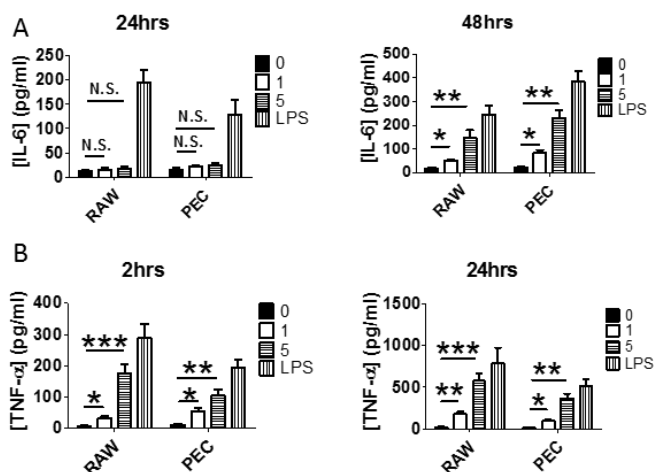 A
24hrs
[IL-6] (pg/ml)
250
200
150
100
50
0
N.S.
N.S.
N.S.
N.S.
RAW
PEC
0
1
5
LPS
48hrs
[IL-6] (pg/ml)
500
400
300
200
100
0
**
*
**
*
RAW
PEC
0
1
5
LPS
B
2hrs
[TNF-α] (pg/ml)
400
300
200
100
0
***
*
**
*
RAW
PEC
0
1
5
LPS
24hrs
[TNF-α] (pg/ml)
1500
1000
500
0
***
**
**
*
RAW
PEC
0
1
5
LPS